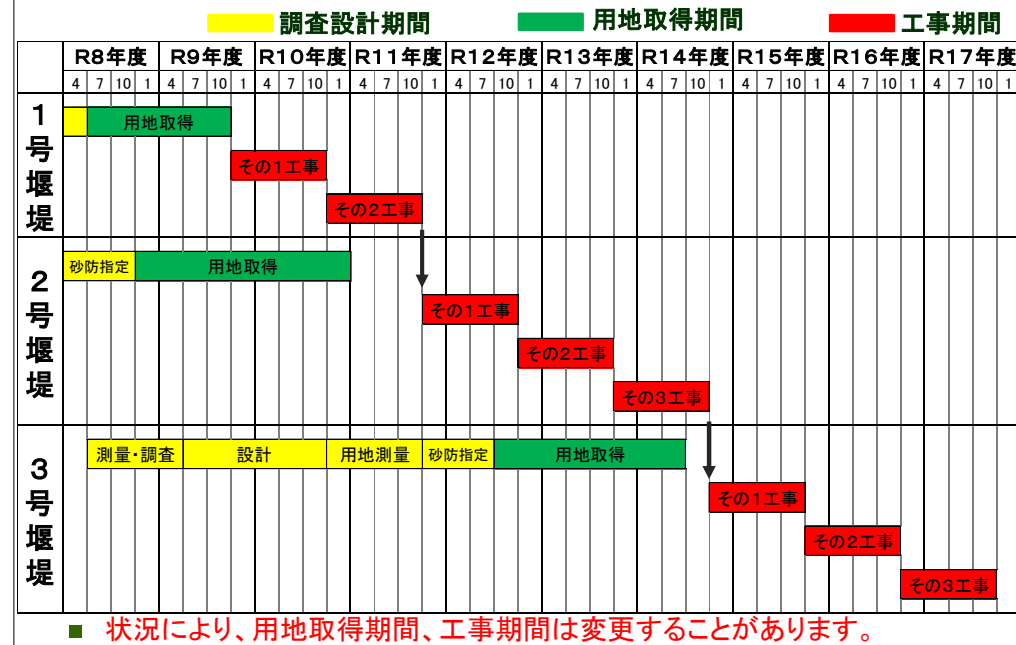 調査設計期間 用地取得期間 工事期間
R8年度 R9年度 R10年度 R11年度 R12年度 R13年度 R14年度 R15年度 R16年度 R17年度
4 7 10 1 4 7 10 1 4 7 10 1 4 7 10 1 4 7 10 1 4 7 10 1 4 7 10 1 4 7 10 1 4 7 10 1 4 7 10 1
1号堰堤
用地取得
その1工事
その2工事
2号堰堤
砂防指定 用地取得
その1工事
その2工事
その3工事
3号堰堤
測量・調査 設計 用地測量 砂防指定 用地取得
その1工事
その2工事
その3工事
■ 状況により、用地取得期間、工事期間は変更することがあります。